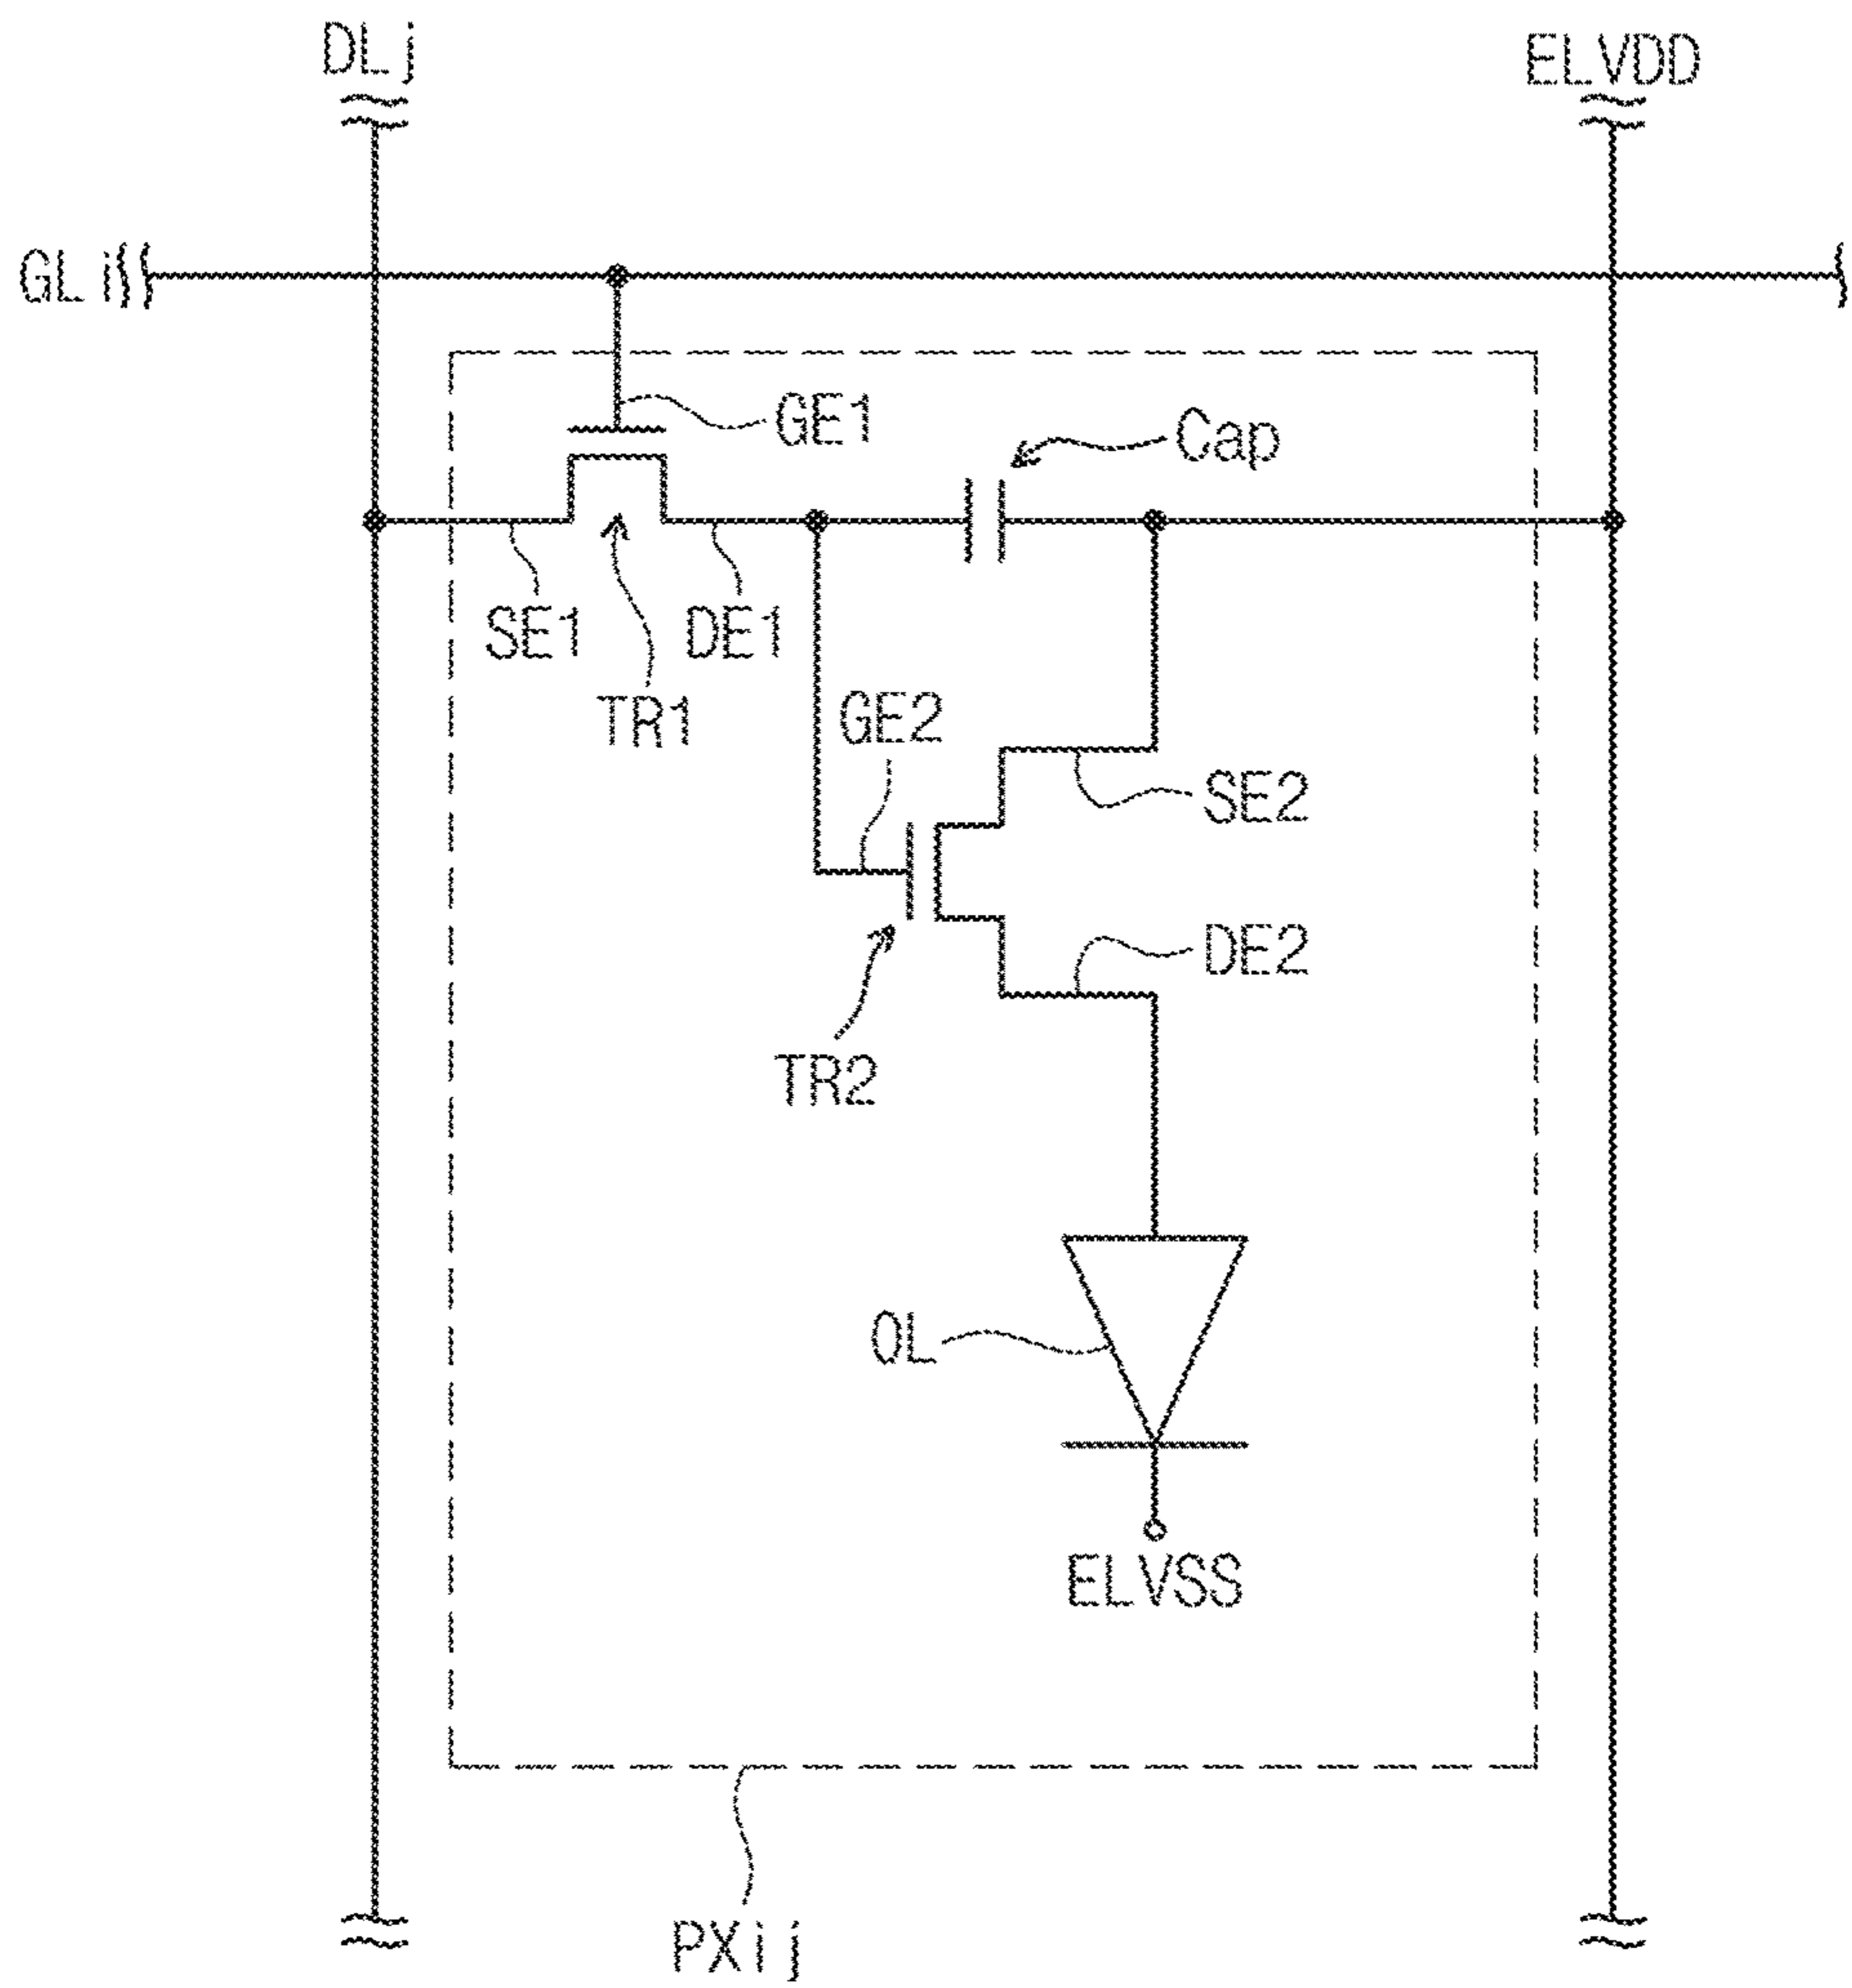 DLj
ELVDD
GLi
GE1
Cap
SE1
DE1
TR1
GE2
SE2
DE2
TR2
OL
ELVSS
PXij